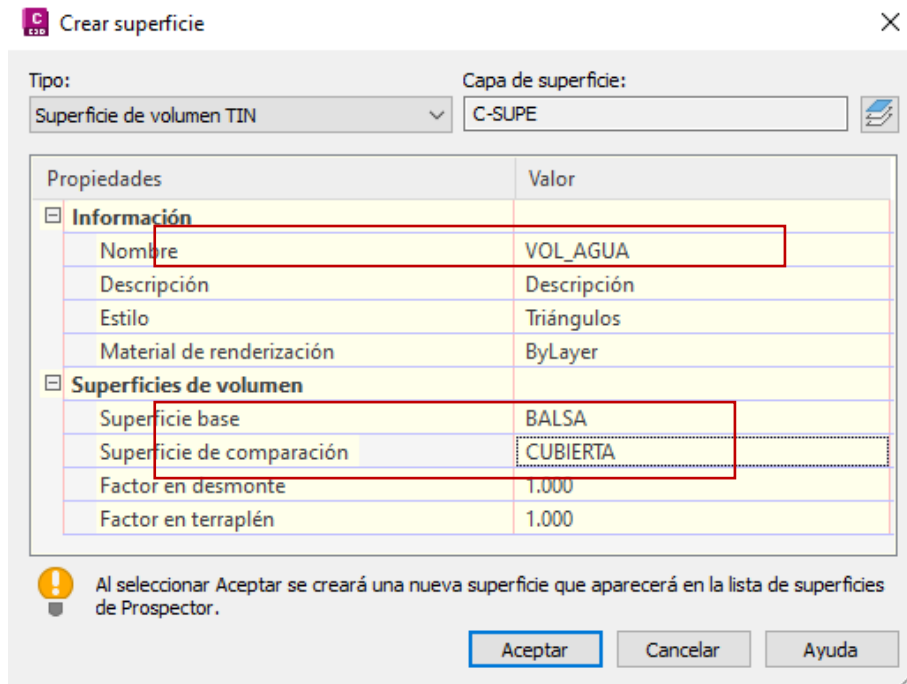 C
C3D
Crear superficie
Tipo:
Capa de superficie:
Superficie de volumen TIN
C-SUPE
Propiedades Valor
Información
Nombre VOL_AGUA
Descripción Descripción
Estilo Triángulos
Material de renderización ByLayer
Superficies de volumen
Superficie base BALSA
Superficie de comparación CUBIERTA
Factor en desmonte 1.000
Factor en terraplén 1.000
Al seleccionar Aceptar se creará una nueva superficie que aparecerá en la lista de superficies
de Prospector.
Aceptar Cancelar Ayuda